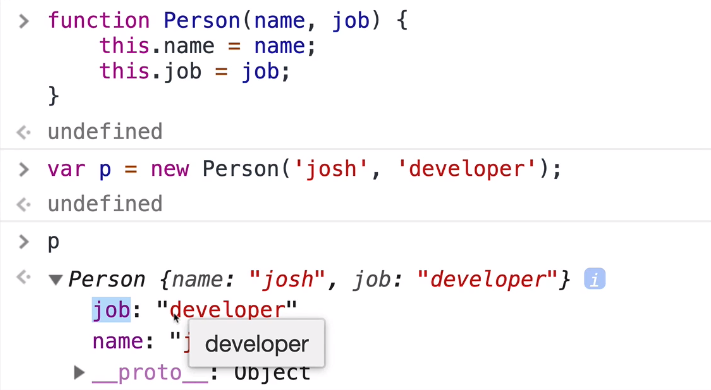 > function Person(name, job) {
this.name = name;
this.job = job;
}
undefined
> var p = new Person('josh', 'developer');
undefined
> p
▼Person {name: "josh", job: "developer"} i
job: "developer"
name: "j
developer
▶__proto__: Object